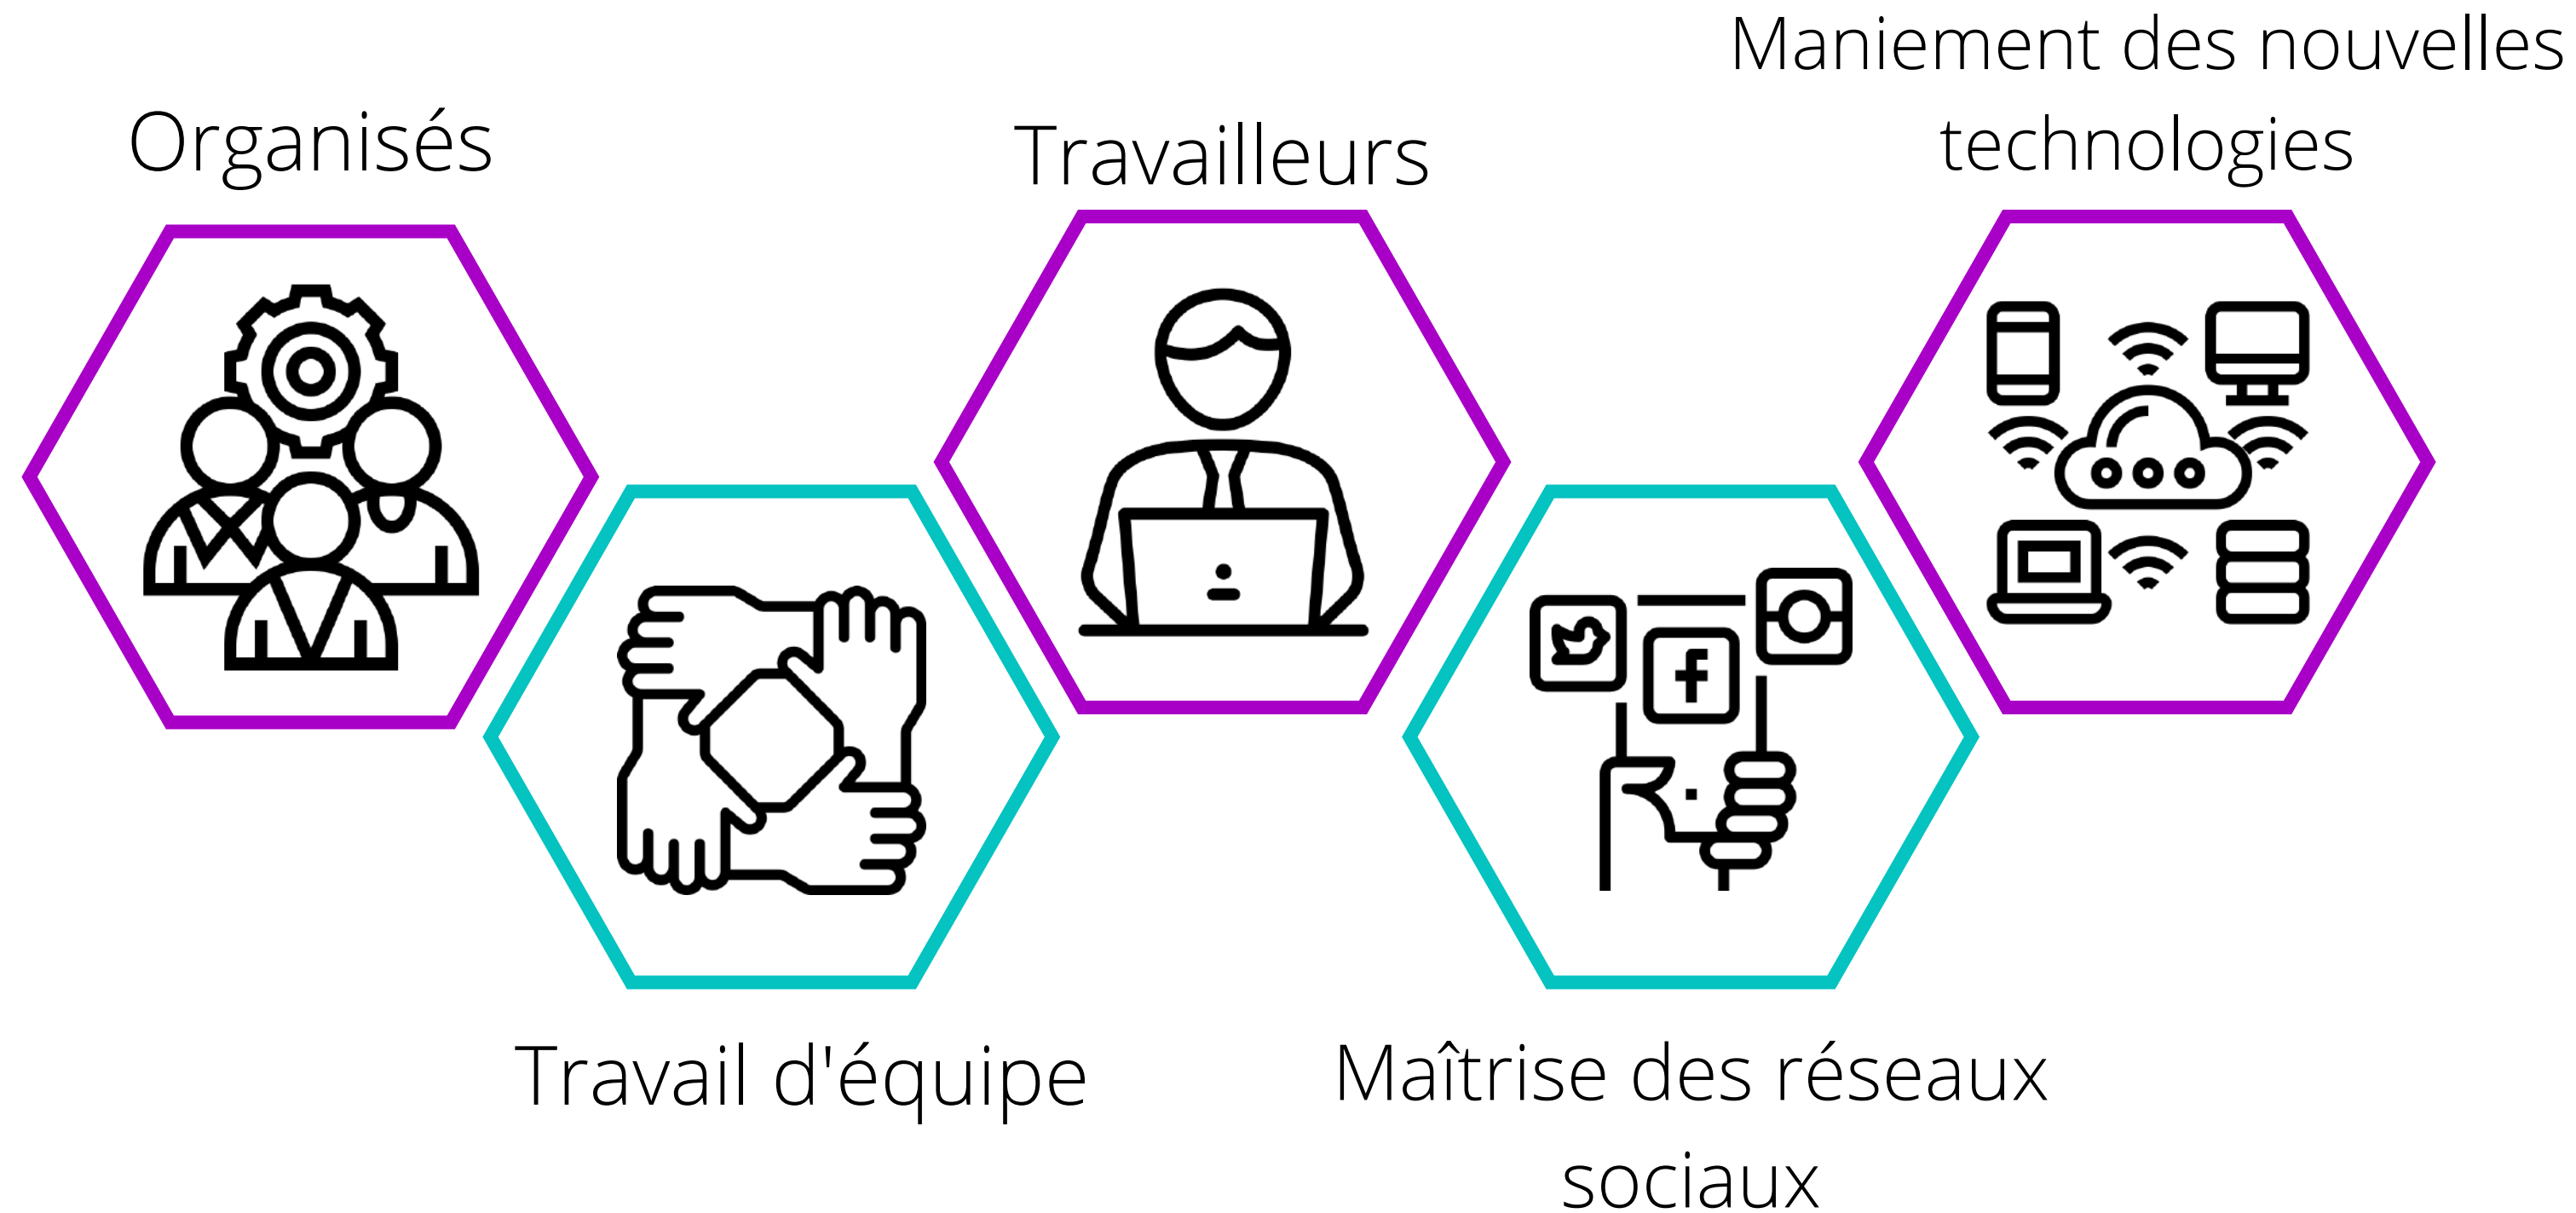 Organisés
Travail d'équipe
Travailleurs
Maîtrise des réseaux
sociaux
Maniement des nouvelles
technologies